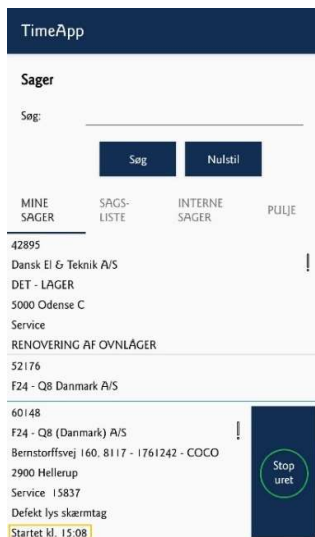 TimeApp
Sager
Søg:
Søg Nulstil
MINE SAGER
SAGS-LISTE
INTERNE SAGER
PULJE
42895
Dansk El & Teknik A/S
DET - LAGER
5000 Odense C
Service
RENOVERING AF OVNLÅGER
52176
F24 - Q8 Danmark A/S
60148
F24 - Q8 (Danmark) A/S
Bernstorffsvej 160, 8117 - 1761242 - COCO
2900 Hellerup
Service 15837
Defekt lys skærmtag
Startet kl. 15:08
Stop
uret